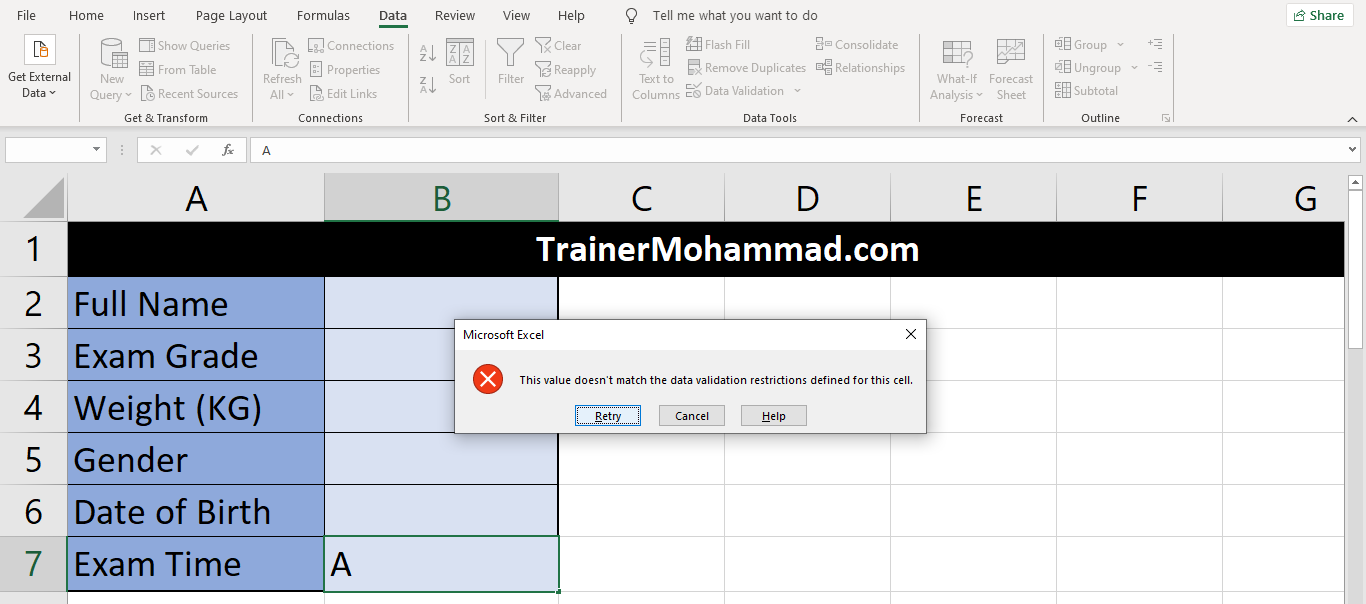 File Home Insert Page Layout Formulas Data Review View Help Tell me what you want to do Share
Get External Data
New Query
Show Queries
From Table
Recent Sources
Get & Transform
Refresh All
Connections
Properties
Edit Links
Connections
Sort
Filter
Clear
Reapply
Advanced
Sort & Filter
Text to Columns
Flash Fill
Remove Duplicates
Data Validation
Consolidate
Relationships
Data Tools
What-If Analysis
Forecast Sheet
Forecast
Group
Ungroup
Subtotal
Outline
fx A
A B C D E F G
1 TrainerMohammad.com
2 Full Name
3 Exam Grade
4 Weight (KG)
5 Gender
6 Date of Birth
7 Exam Time A
Microsoft Excel
This value doesn't match the data validation restrictions defined for this cell.
Retry Cancel Help